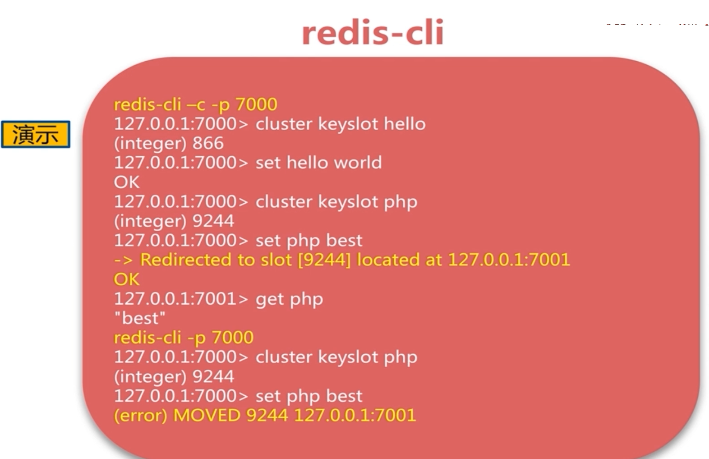 redis-cli
演示
redis-cli –c -p 7000
127.0.0.1:7000> cluster keyslot hello
(integer) 866
127.0.0.1:7000> set hello world
OK
127.0.0.1:7000> cluster keyslot php
(integer) 9244
127.0.0.1:7000> set php best
-> Redirected to slot [9244] located at 127.0.0.1:7001
OK
127.0.0.1:7001> get php
"best"
redis-cli -p 7000
127.0.0.1:7000> cluster keyslot php
(integer) 9244
127.0.0.1:7000> set php best
(error) MOVED 9244 127.0.0.1:7001